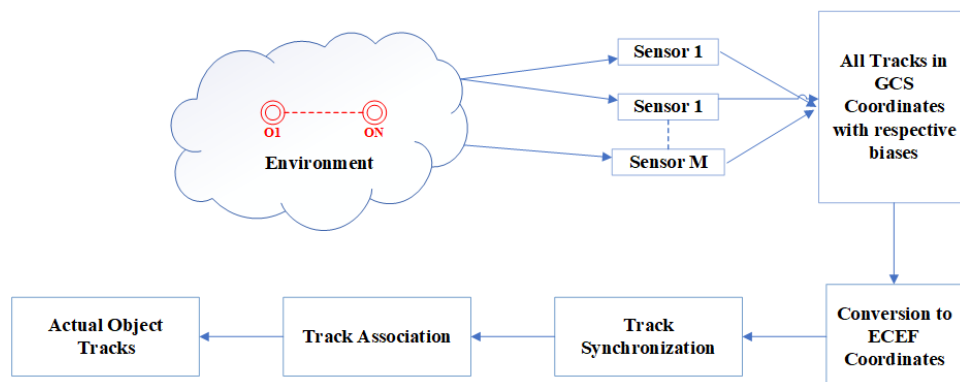 Sensor 1
Sensor 1
Sensor M
O1
ON
Environment
All Tracks in
GCS
Coordinates
with respective
biases
Actual Object
Tracks
Track Association
Track
Synchronization
Conversion to
ECEF
Coordinates